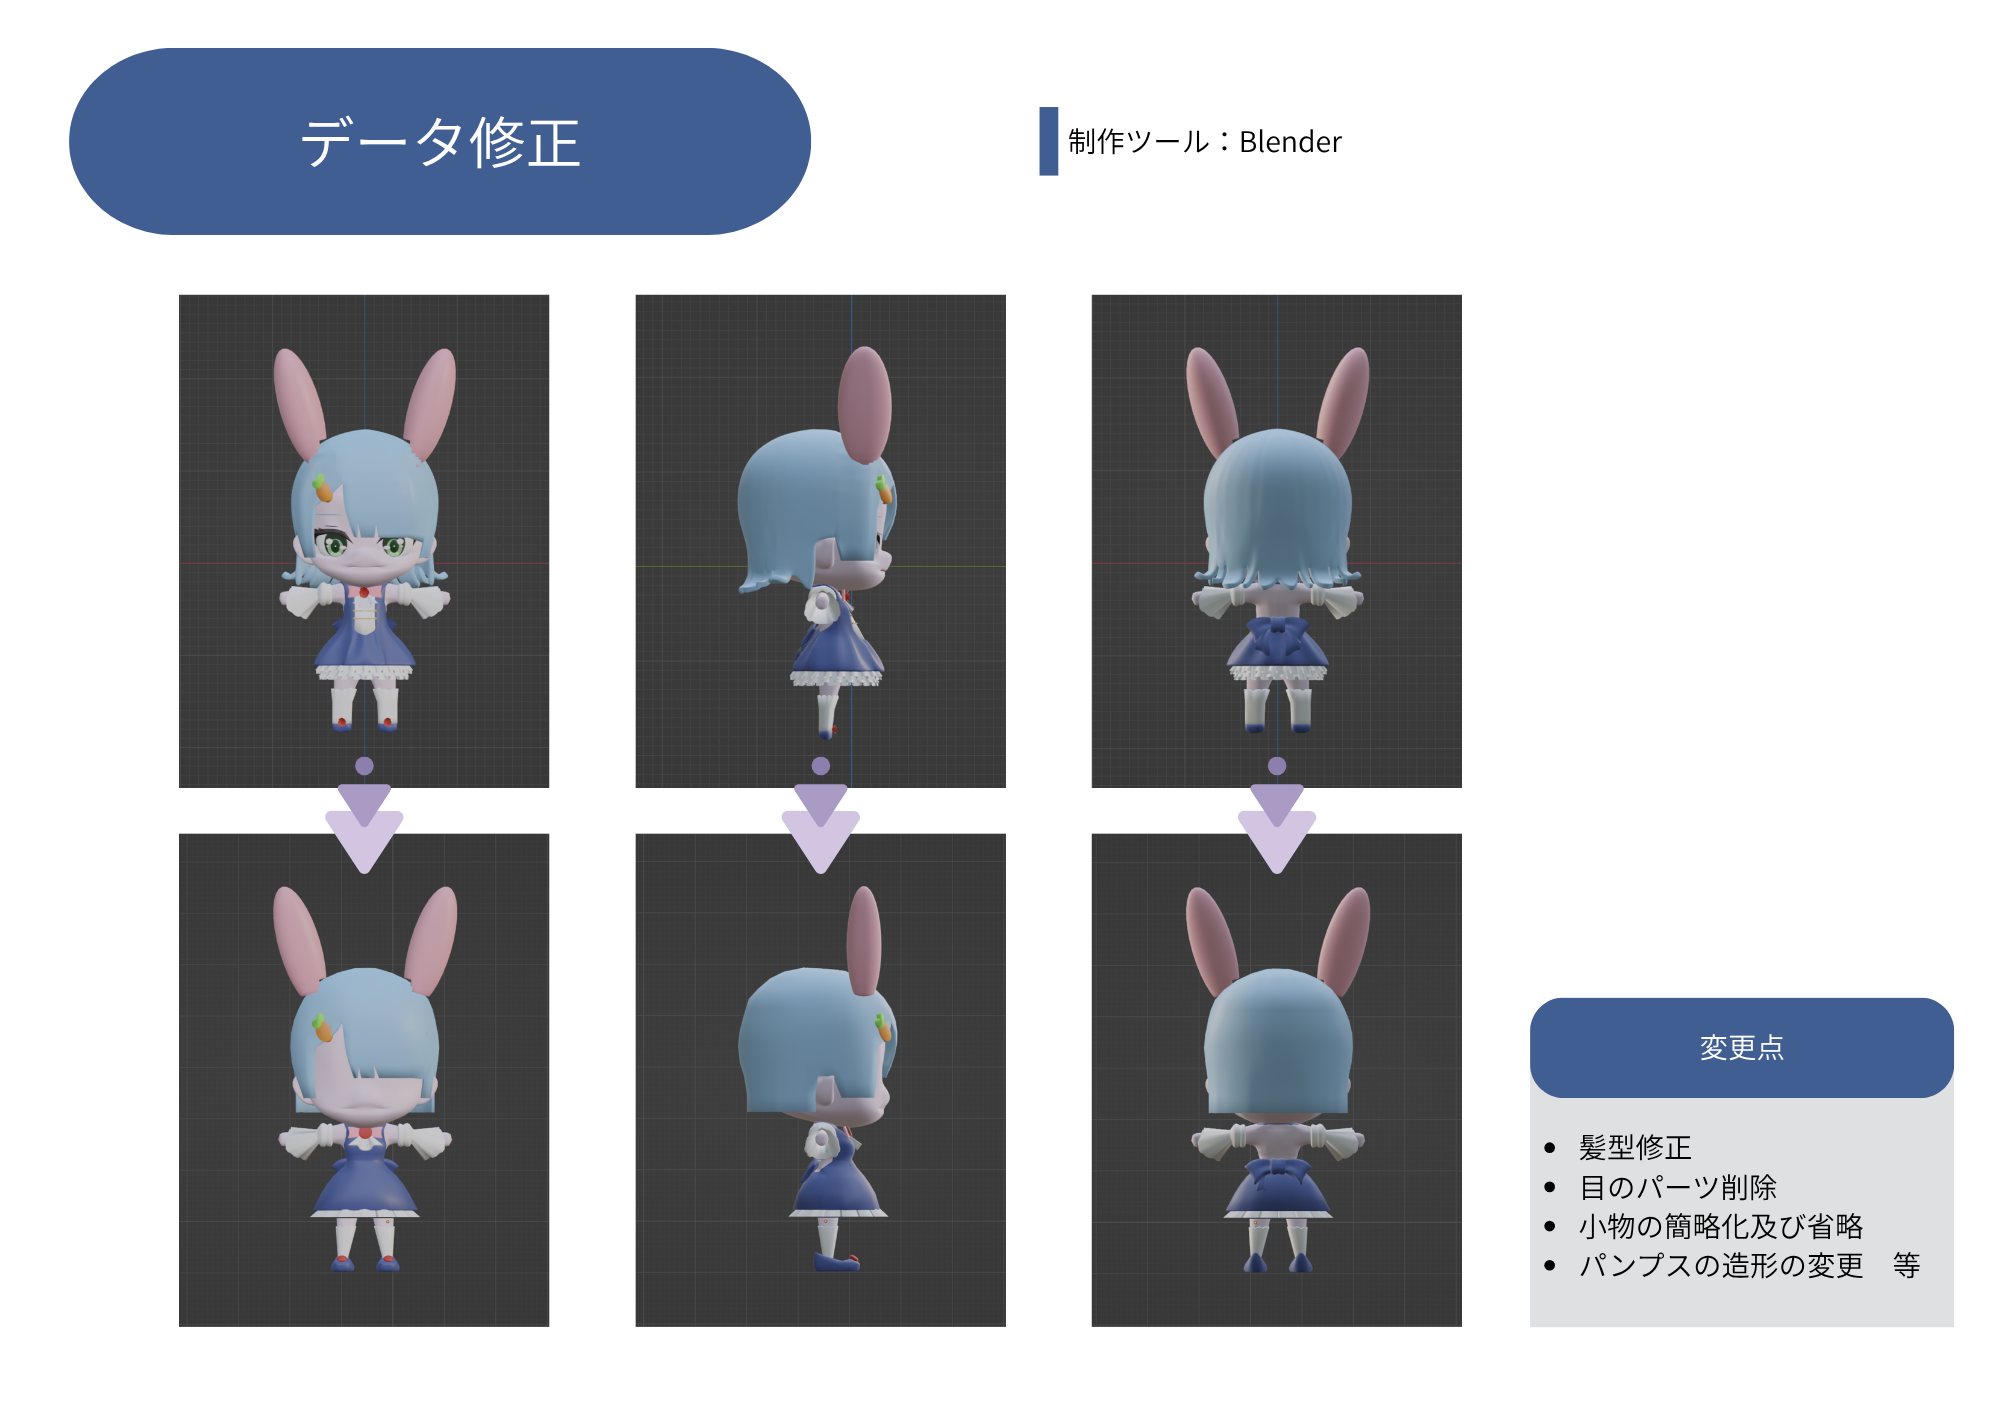 データ修正
制作ツール：Blender
変更点
• 髪型修正
• 目のパーツ削除
• 小物の簡略化及び省略
• パンプスの造形の変更　等